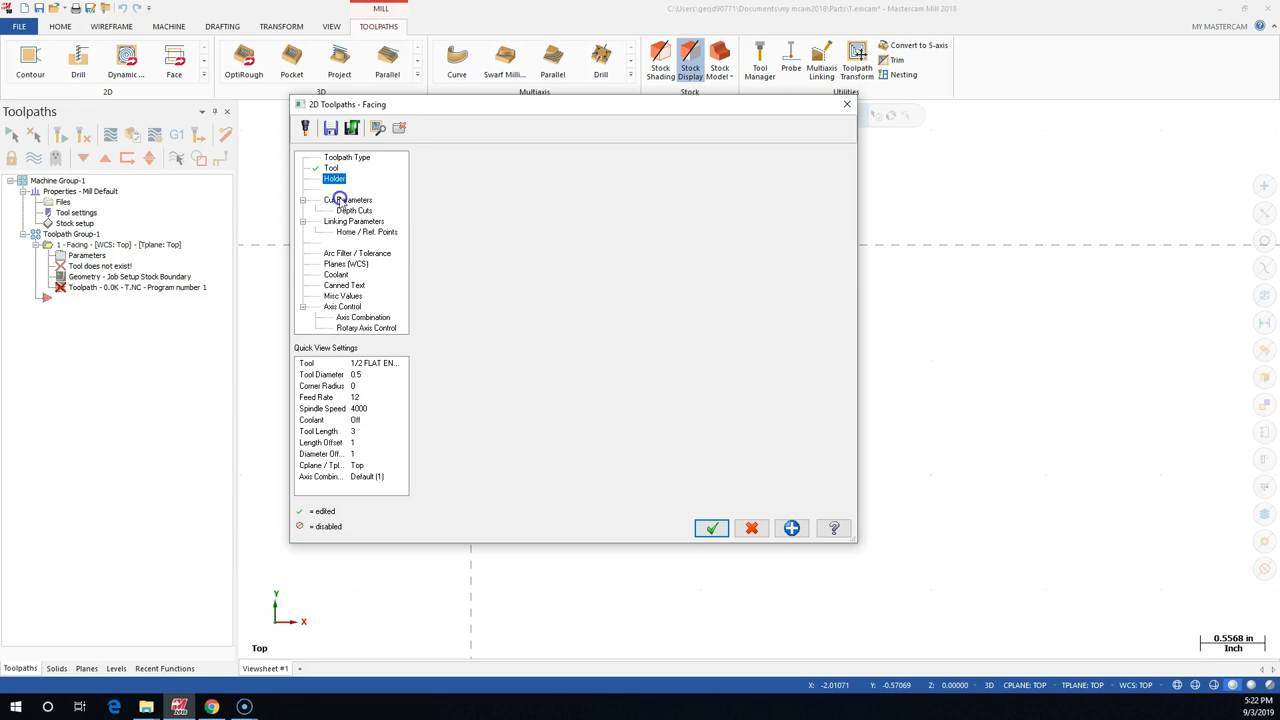 MILL
C:\Users\gerjd90771\Documents\my mcam2018\Parts\T.emcam* - Mastercam Mill 2018
FILE
HOME
WIREFRAME
MACHINE
DRAFTING
TRANSFORM
VIEW
TOOLPATHS
MY MASTERCAM
Contour
Drill
Dynamic ...
Face
OptiRough
Pocket
Project
Parallel
Curve
Swarf Milli...
Parallel
Drill
Stock Shading
Stock Display
Stock Model
Tool Manager
Probe
Multiaxis Linking
Toolpath Transform
Convert to 5-axis
Trim
Nesting
2D
3D
Multiaxis
Stock
Utilities
Toolpaths
G1
Machine Group-1
Properties - Mill Default
Files
Tool settings
Stock setup
Toolpath Group-1
1 - Facing - [WCS: Top] - [Tplane: Top]
Parameters
Tool does not exist!
Geometry - Job Setup Stock Boundary
Toolpath - 0.0K - T.NC - Program number 1
2D Toolpaths - Facing
Toolpath Type
Tool
Holder
Cut Parameters
Depth Cuts
Linking Parameters
Home / Ref. Points
Arc Filter / Tolerance
Planes (WCS)
Coolant
Canned Text
Misc Values
Axis Control
Axis Combination
Rotary Axis Control
Quick View Settings
Tool 1/2 FLAT EN...
Tool Diameter 0.5
Corner Radius 0
Feed Rate 12
Spindle Speed 4000
Coolant Off
Tool Length 3
Length Offset 1
Diameter Off... 1
Cplane / Tpl... Top
Axis Combin... Default (1)
= edited
= disabled
Y
X
Top
0.5568 in
Inch
Toolpaths
Solids
Planes
Levels
Recent Functions
Viewsheet #1
+
X: -2.01071
Y: -0.57069
Z: 0.00000
3D
CPLANE: TOP
TPLANE: TOP
WCS: TOP
2018
5:22 PM
9/3/2019